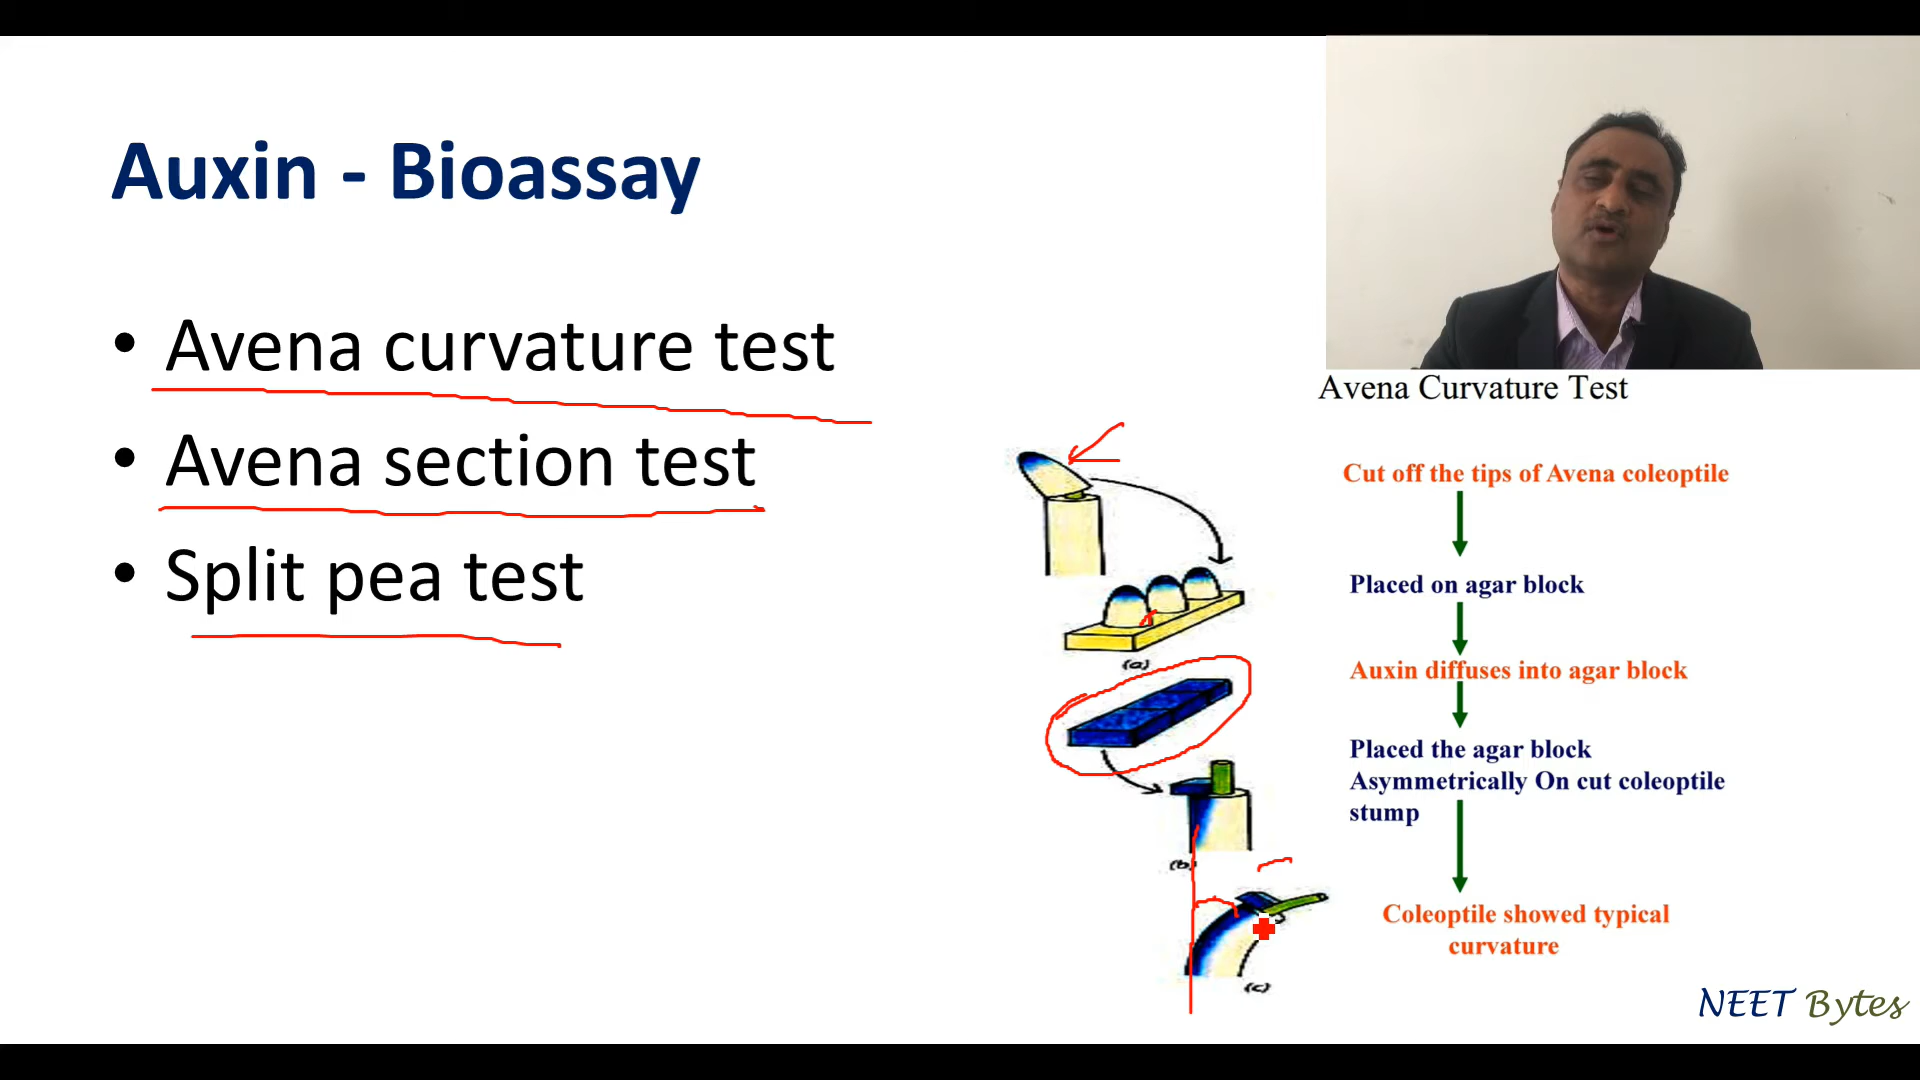 Auxin - Bioassay
• Avena curvature test
• Avena section test
• Split pea test
Avena Curvature Test
Cut off the tips of Avena coleoptile
Placed on agar block
Auxin diffuses into agar block
Placed the agar block
Asymmetrically On cut coleoptile
stump
Coleoptile showed typical
curvature
(a)
(b)
(c)
NEET Bytes